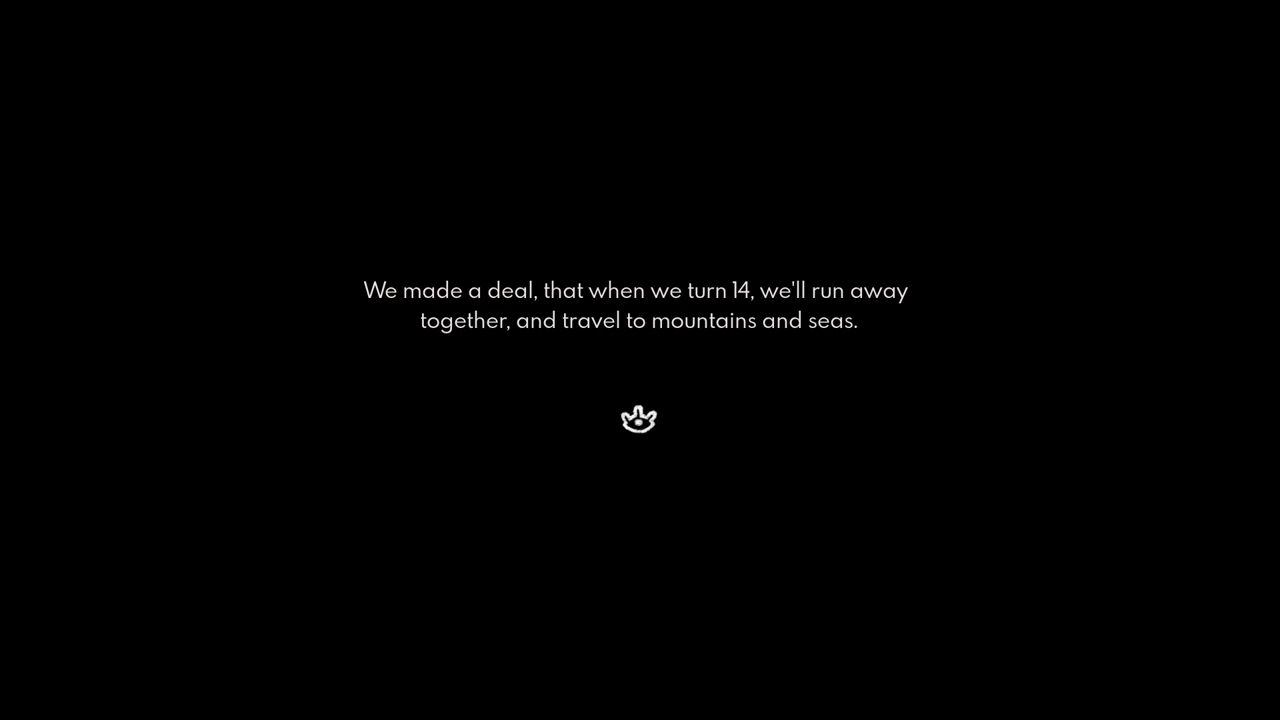 We made a deal, that when we turn 14, we'll run away
together, and travel to mountains and seas.